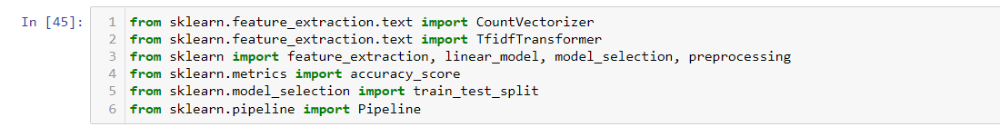 In [45]:
1 from sklearn.feature_extraction.text import CountVectorizer
2 from sklearn.feature_extraction.text import TfidfTransformer
3 from sklearn import feature_extraction, linear_model, model_selection, preprocessing
4 from sklearn.metrics import accuracy_score
5 from sklearn.model_selection import train_test_split
6 from sklearn.pipeline import Pipeline